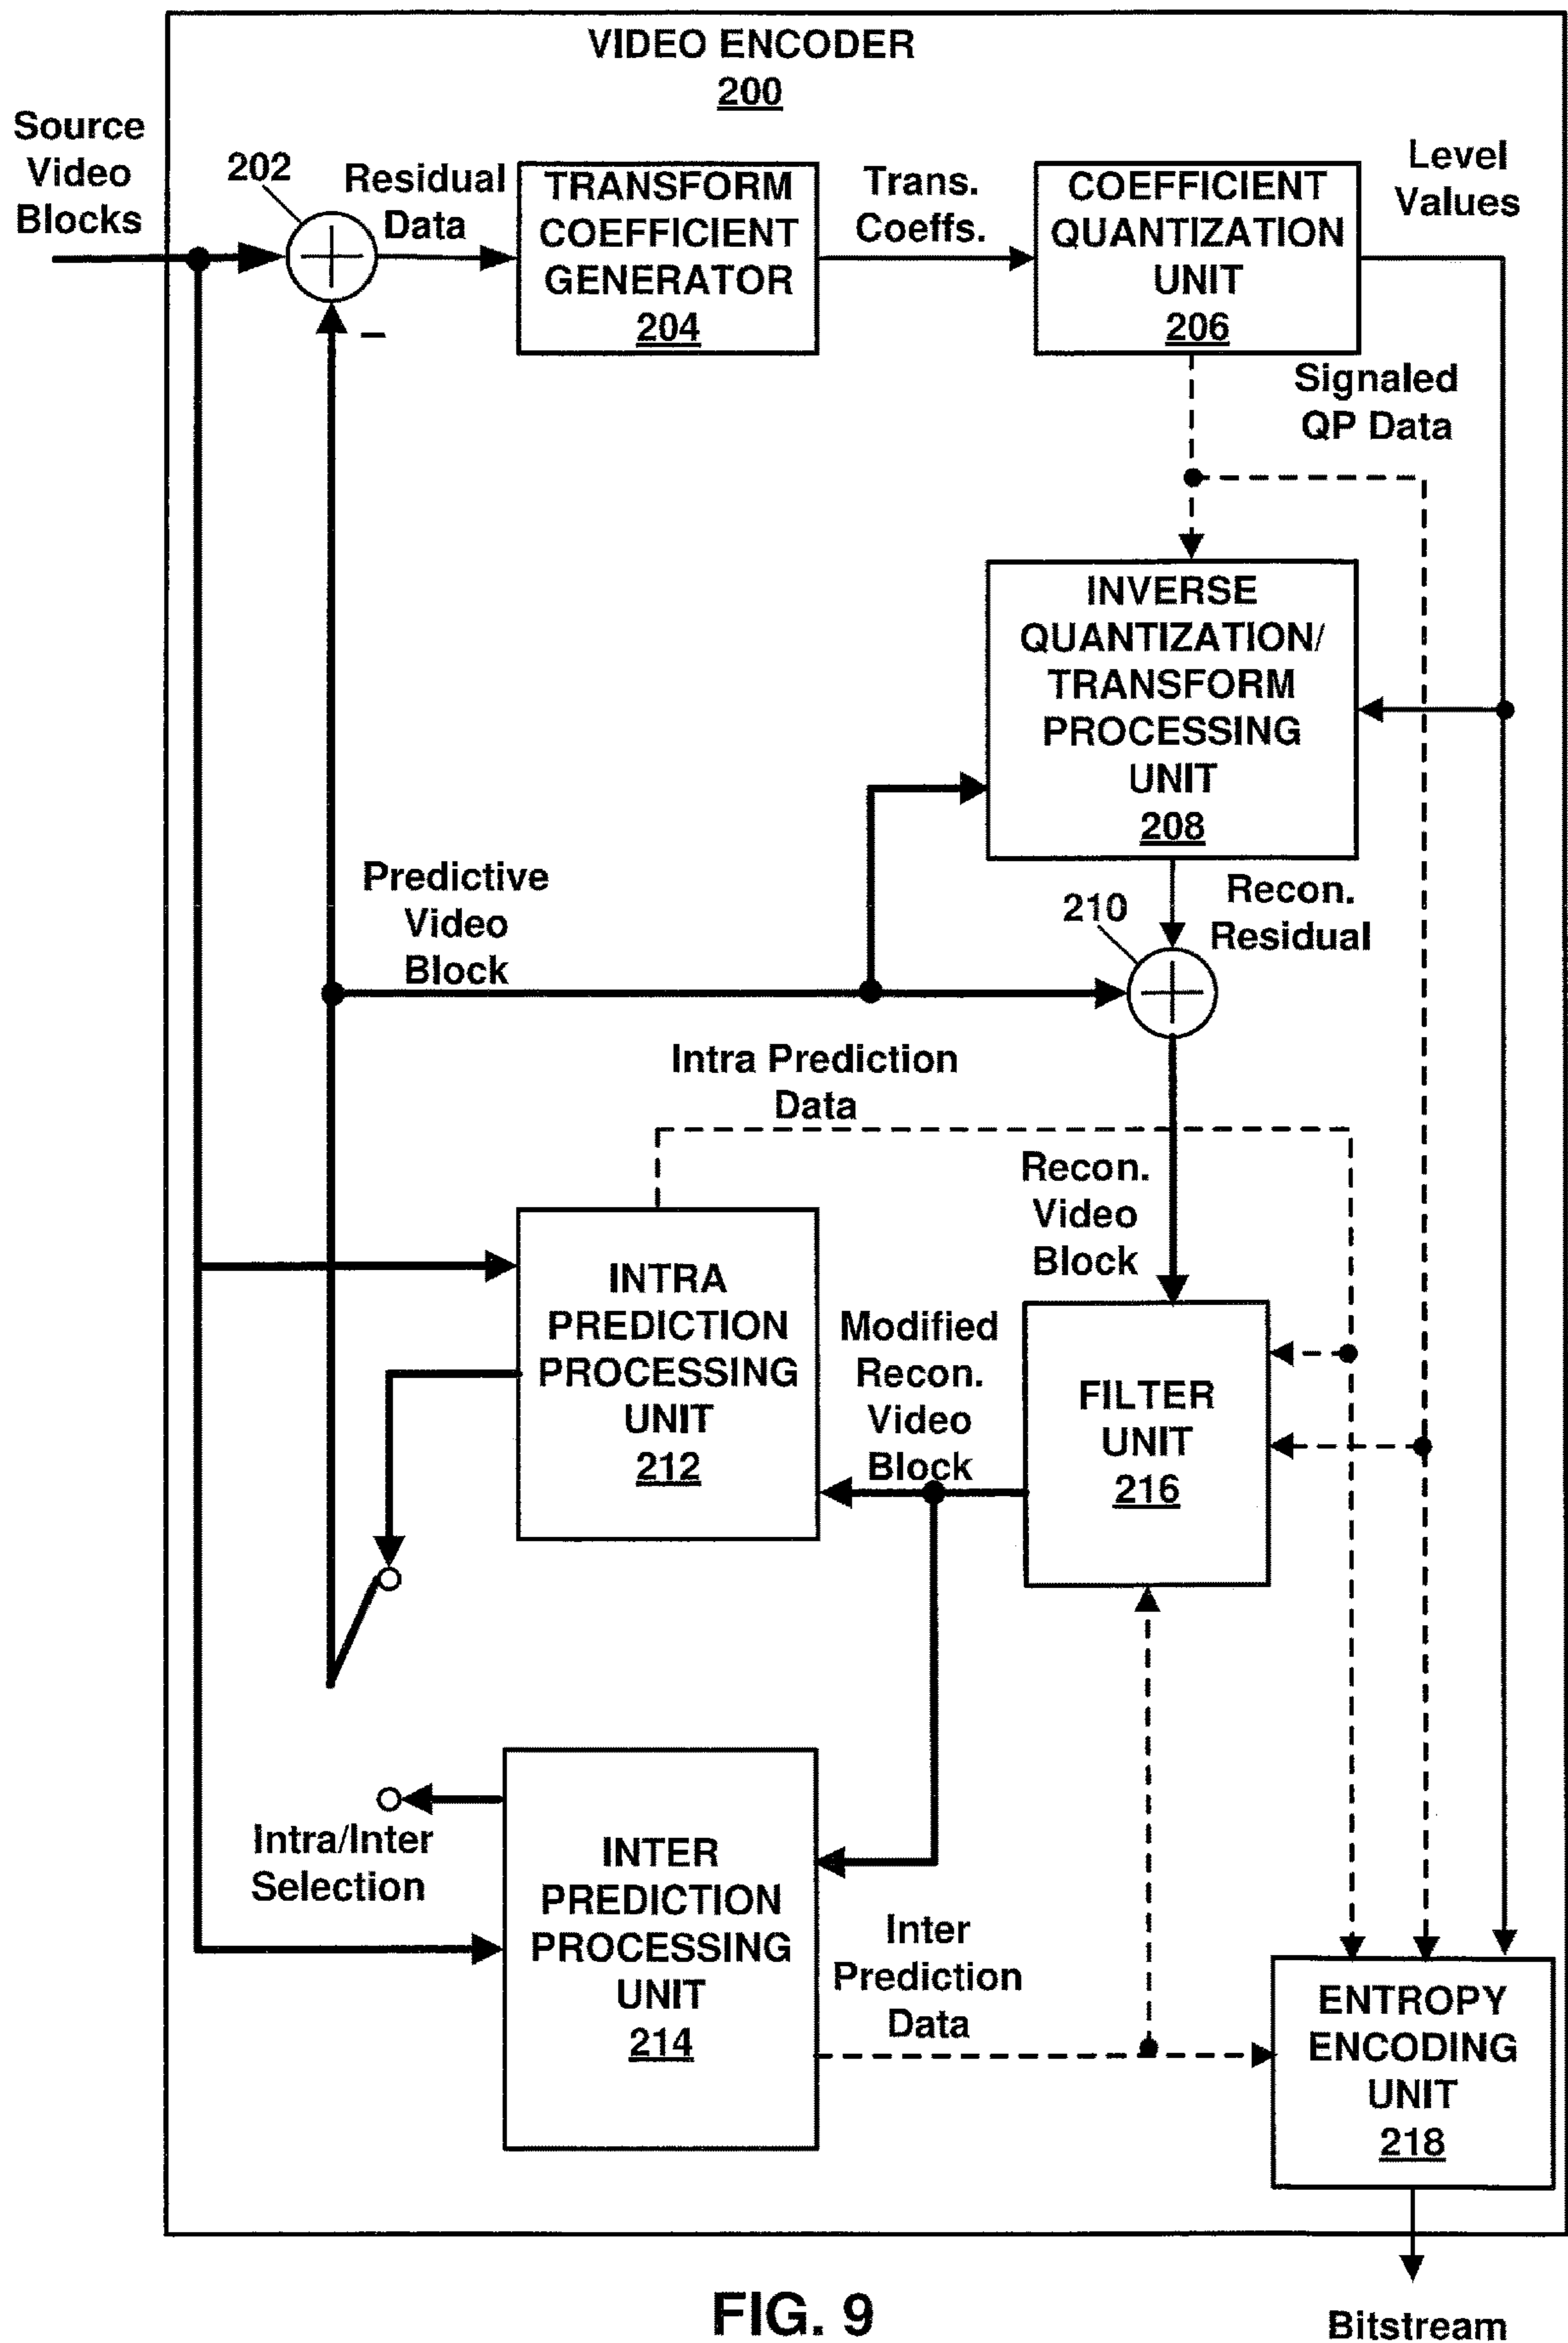 VIDEO ENCODER
200
Source
Video
Blocks
202
Residual
Data
TRANSFORM
COEFFICIENT
GENERATOR
204
Trans.
Coeffs.
COEFFICIENT
QUANTIZATION
UNIT
206
Level
Values
–
Signaled
QP Data
INVERSE
QUANTIZATION/
TRANSFORM
PROCESSING
UNIT
208
Predictive
Video
Block
210
Recon.
Residual
Intra Prediction
Data
Recon.
Video
Block
INTRA
PREDICTION
PROCESSING
UNIT
212
Modified
Recon.
Video
Block
FILTER
UNIT
216
Intra/Inter
Selection
INTER
PREDICTION
PROCESSING
UNIT
214
Inter
Prediction
Data
ENTROPY
ENCODING
UNIT
218
FIG. 9
Bitstream